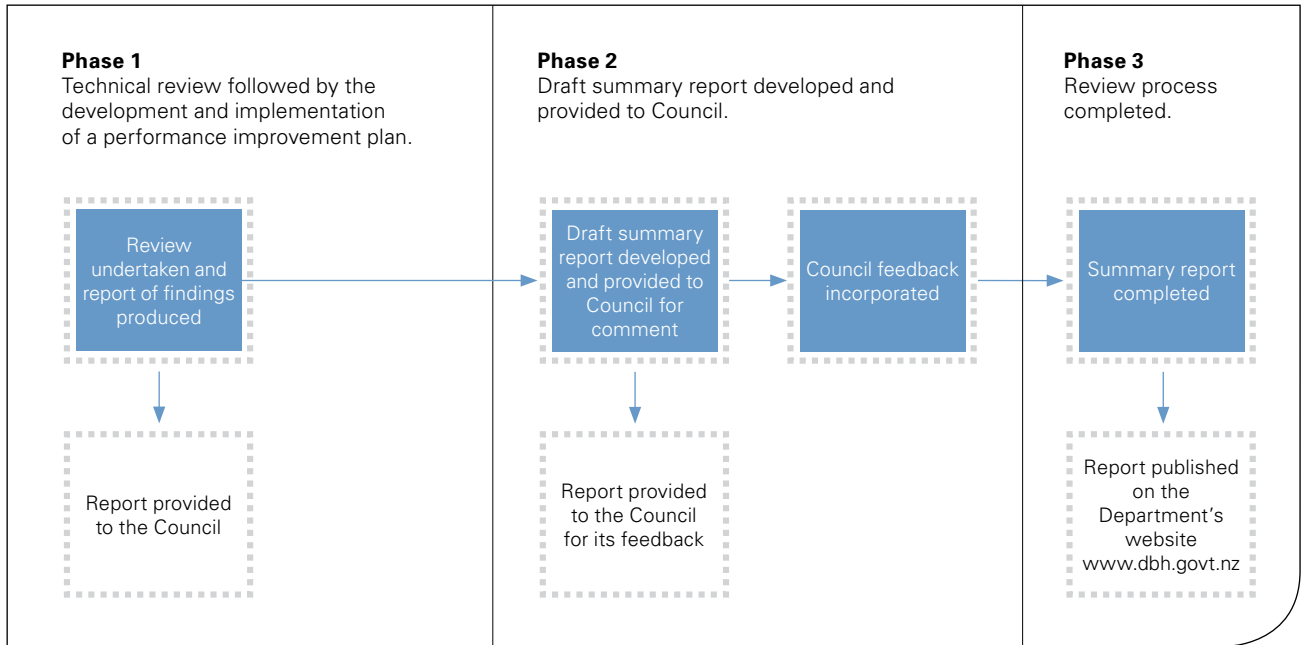 Phase 1
Technical review followed by the
development and implementation
of a performance improvement plan.
Review
undertaken and
report of findings
produced
Report provided
to the Council
Phase 2
Draft summary report developed and
provided to Council.
Draft summary
report developed
and provided to
Council for
comment
Council feedback
incorporated
Report provided
to the Council
for its feedback
Phase 3
Review process
completed.
Summary report
completed
Report published
on the
Department's
website
www.dbh.govt.nz